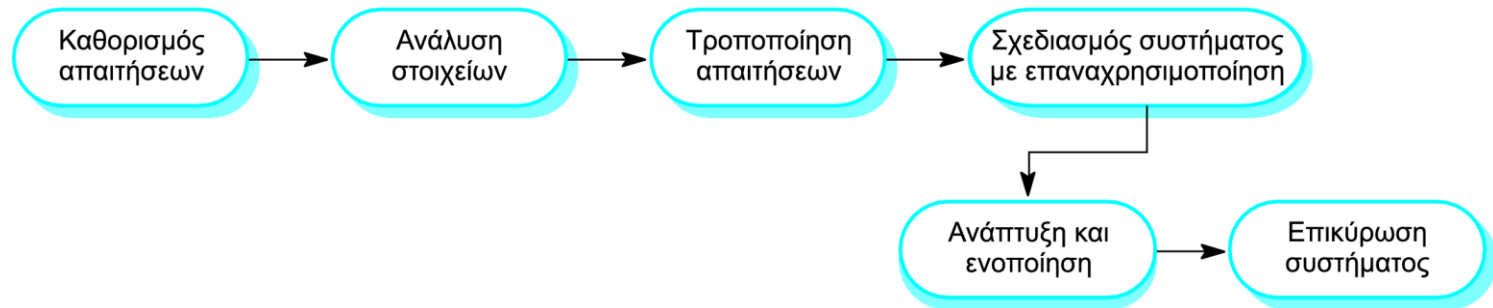 Καθορισμός
απαιτήσεων
Ανάλυση
στοιχείων
Τροποποίηση
απαιτήσεων
Σχεδιασμός συστήματος
με επαναχρησιμοποίηση
Ανάπτυξη και
ενοποίηση
Επικύρωση
συστήματος